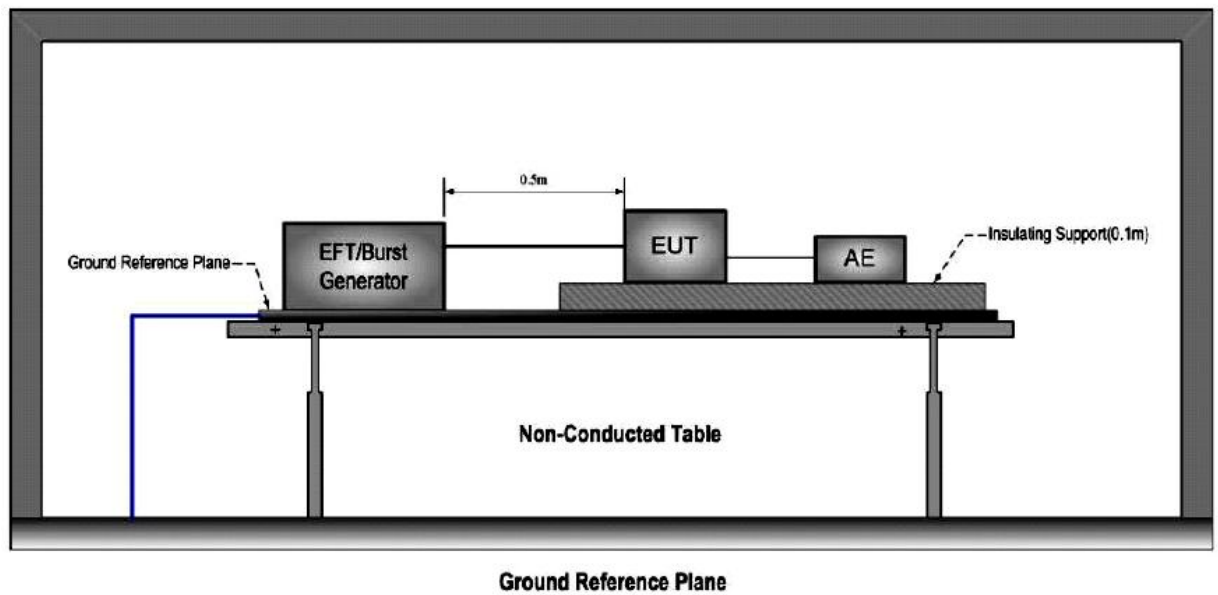 0.5m
EFT/Burst
Generator
EUT
AE
Insulating Support(0.1m)
Ground Reference Plane
Non-Conducted Table
Ground Reference Plane